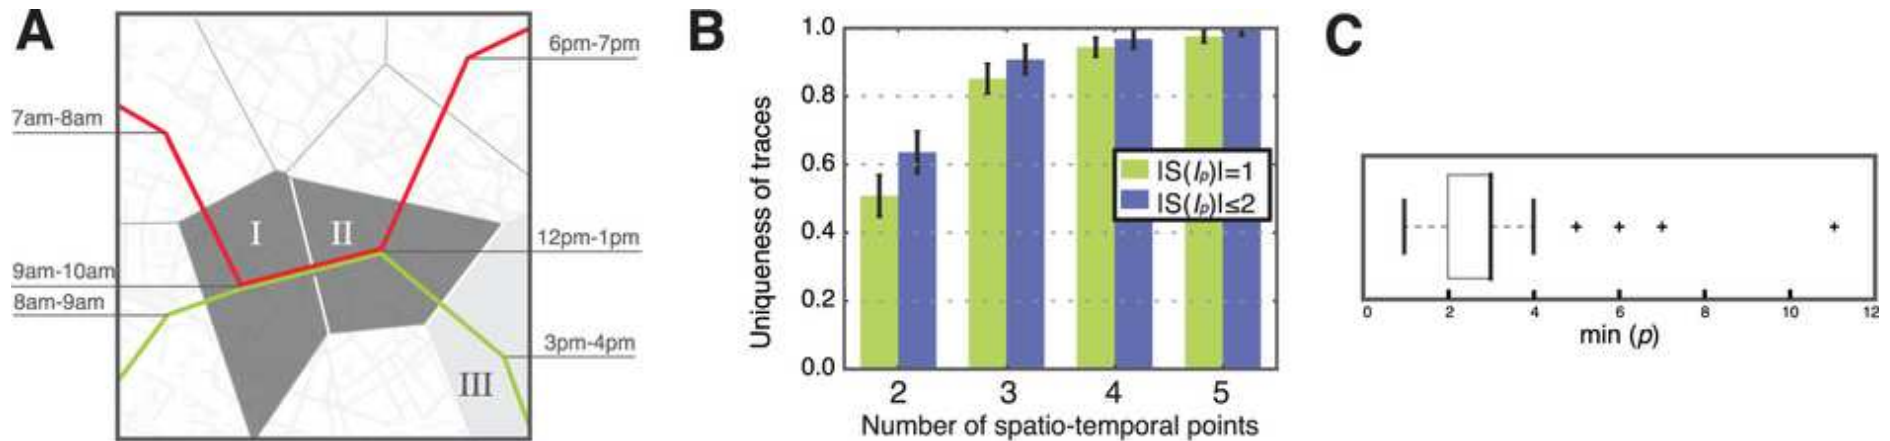 A
6pm-7pm
7am-8am
I
II
12pm-1pm
9am-10am
8am-9am
3pm-4pm
III
B
Uniqueness of traces
1.0
0.8
0.6
0.4
0.2
0.0
|S(Ip)|=1
|S(Ip)|≤2
2 3 4 5
Number of spatio-temporal points
C
0 2 4 6 8 10 12
min (p)